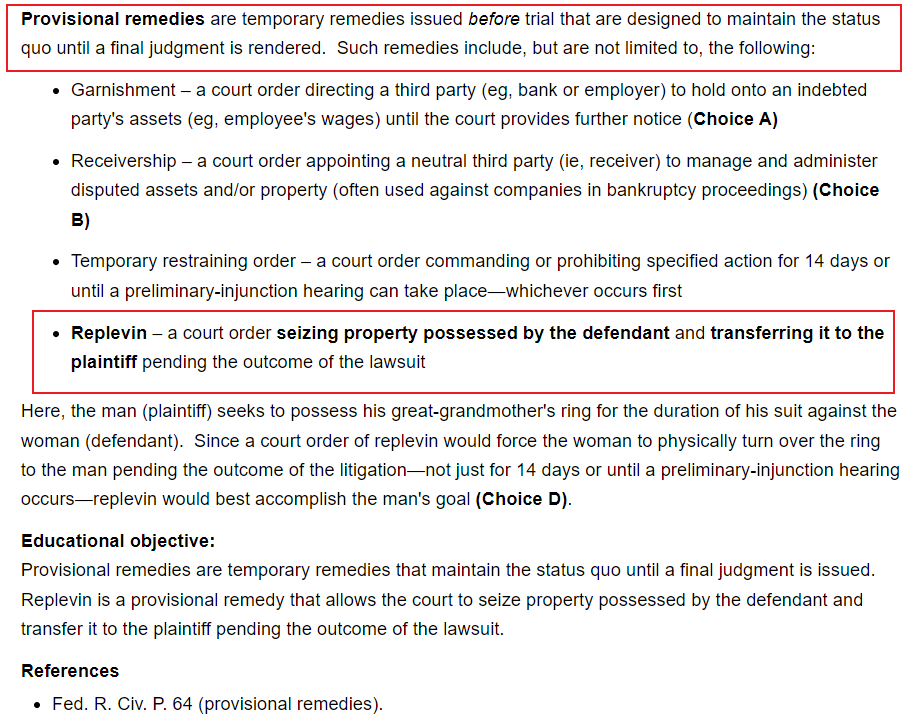 Provisional remedies are temporary remedies issued before trial that are designed to maintain the status
quo until a final judgment is rendered.  Such remedies include, but are not limited to, the following:
• Garnishment – a court order directing a third party (eg, bank or employer) to hold onto an indebted
party's assets (eg, employee's wages) until the court provides further notice (Choice A)
• Receivership – a court order appointing a neutral third party (ie, receiver) to manage and administer
disputed assets and/or property (often used against companies in bankruptcy proceedings) (Choice
B)
• Temporary restraining order – a court order commanding or prohibiting specified action for 14 days or
until a preliminary-injunction hearing can take place—whichever occurs first
• Replevin – a court order seizing property possessed by the defendant and transferring it to the
plaintiff pending the outcome of the lawsuit
Here, the man (plaintiff) seeks to possess his great-grandmother's ring for the duration of his suit against the
woman (defendant).  Since a court order of replevin would force the woman to physically turn over the ring
to the man pending the outcome of the litigation—not just for 14 days or until a preliminary-injunction hearing
occurs—replevin would best accomplish the man's goal (Choice D).
Educational objective:
Provisional remedies are temporary remedies that maintain the status quo until a final judgment is issued.
Replevin is a provisional remedy that allows the court to seize property possessed by the defendant and
transfer it to the plaintiff pending the outcome of the lawsuit.
References
• Fed. R. Civ. P. 64 (provisional remedies).